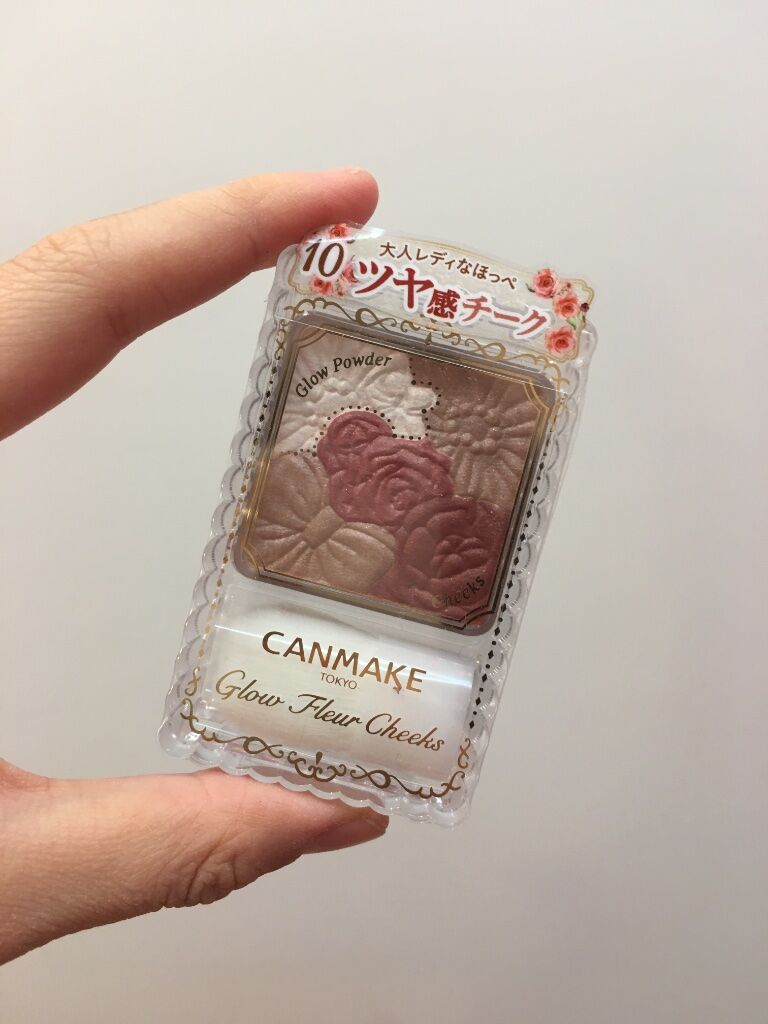 10
大人レディなほっぺ
ツヤ感チーク
Glow Powder
Cheeks
CANMAKE
TOKYO
Glow Fleur Cheeks